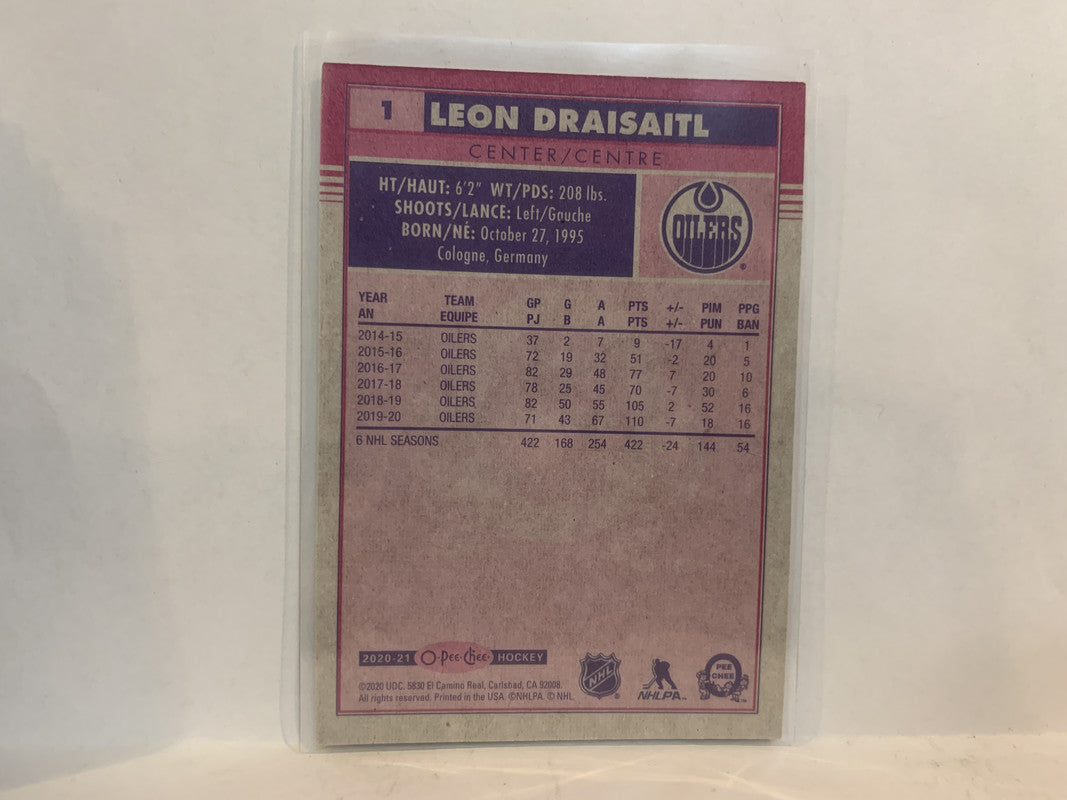 1 LEON DRAISAITL
CENTER/CENTRE
HT/HAUT: 6'2" WT/PDS: 208 lbs.
SHOOTS/LANCE: Left/Gauche
BORN/NÉ: October 27, 1995
Cologne, Germany
OILERS
YEAR TEAM GP G A PTS +/- PIM PPG
AN EQUIPE PJ B A PTS +/- PUN BAN
2014-15 OILERS 37 2 7 9 -17 4 1
2015-16 OILERS 72 19 32 51 -2 20 5
2016-17 OILERS 82 29 48 77 7 20 10
2017-18 OILERS 78 25 45 70 -7 30 6
2018-19 OILERS 82 50 55 105 2 52 16
2019-20 OILERS 71 43 67 110 -7 18 16
6 NHL SEASONS 422 168 254 422 -24 144 54
2020-21 O-Pee-Chee HOCKEY
©2020 UDC. 5830 El Camino Real, Carlsbad, CA 92008.
All rights reserved. Printed in the USA ©NHLPA. © NHL.
NHL
NHLPA
PEE
CHEE